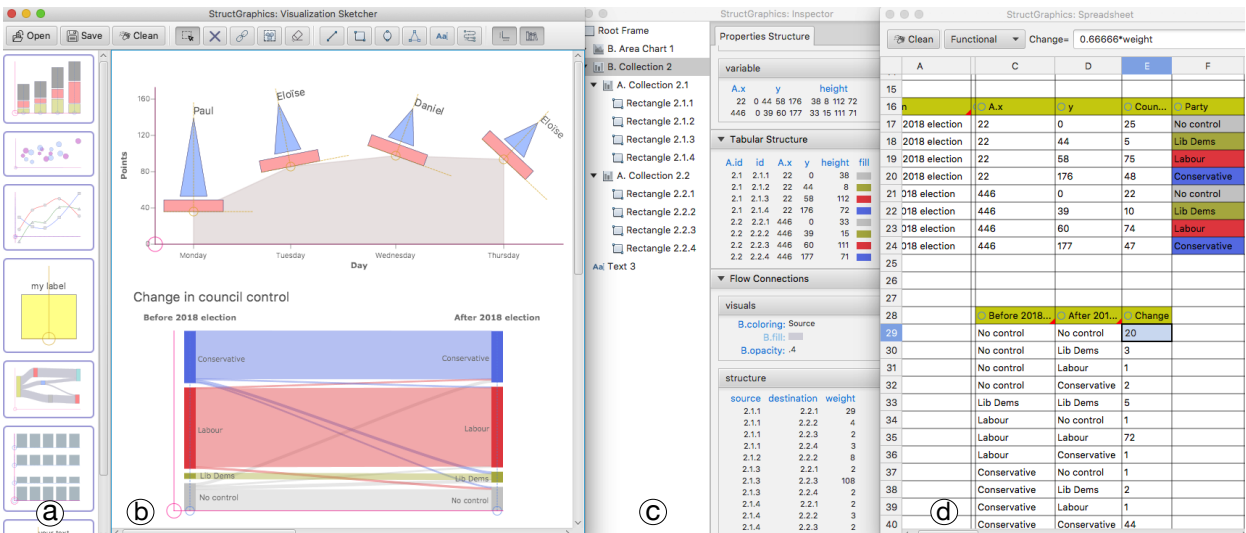 StructGraphics: Visualization Sketcher
Open Save Clean Aa
my label
a
160
120
80
40
0
Points
Paul
Eloïse
Daniel
Eloïse
Monday Tuesday Wednesday Thursday
Day
Change in council control
Before 2018 election After 2018 election
Conservative Conservative
Labour Labour
Lib Dems Lib Dems
No control No control
b
StructGraphics: Inspector
Root Frame
B. Area Chart 1
B. Collection 2
A. Collection 2.1
Rectangle 2.1.1
Rectangle 2.1.2
Rectangle 2.1.3
Rectangle 2.1.4
A. Collection 2.2
Rectangle 2.2.1
Rectangle 2.2.2
Rectangle 2.2.3
Rectangle 2.2.4
Aa Text 3
c
Properties Structure
variable
A.x y height
22 0 44 58 176 38 8 112 72
446 0 39 60 177 33 15 111 71
Tabular Structure
A.id id A.x y height fill
2.1 2.1.1 22 0 38
2.1 2.1.2 22 44 8
2.1 2.1.3 22 58 112
2.1 2.1.4 22 176 72
2.2 2.2.1 446 0 33
2.2 2.2.2 446 39 15
2.2 2.2.3 446 60 111
2.2 2.2.4 446 177 71
Flow Connections
visuals
B.coloring: Source
B.fill:
B.opacity: .4
structure
source destination weight
2.1.1 2.2.1 29
2.1.1 2.2.2 4
2.1.1 2.2.3 2
2.1.1 2.2.4 3
2.1.2 2.2.2 8
2.1.3 2.2.1 2
2.1.3 2.2.3 108
2.1.3 2.2.4 2
2.1.4 2.2.1 2
2.1.4 2.2.2 3
2.1.4 2.2.3 2
StructGraphics: Spreadsheet
Clean Functional Change= 0.66666*weight
A C D E F
15
16 n A.x y Coun... Party
17 2018 election 22 0 25 No control
18 2018 election 22 44 5 Lib Dems
19 2018 election 22 58 75 Labour
20 2018 election 22 176 48 Conservative
21 018 election 446 0 22 No control
22 018 election 446 39 10 Lib Dems
23 018 election 446 60 74 Labour
24 018 election 446 177 47 Conservative
25
26
27
28 Before 2018... After 201... Change
29 No control No control 20
30 No control Lib Dems 3
31 No control Labour 1
32 No control Conservative 2
33 Lib Dems Lib Dems 5
34 Labour No control 1
35 Labour Labour 72
36 Labour Conservative 1
37 Conservative No control 1
38 Conservative Lib Dems 2
39 Conservative Labour 1
40 Conservative Conservative 44
d